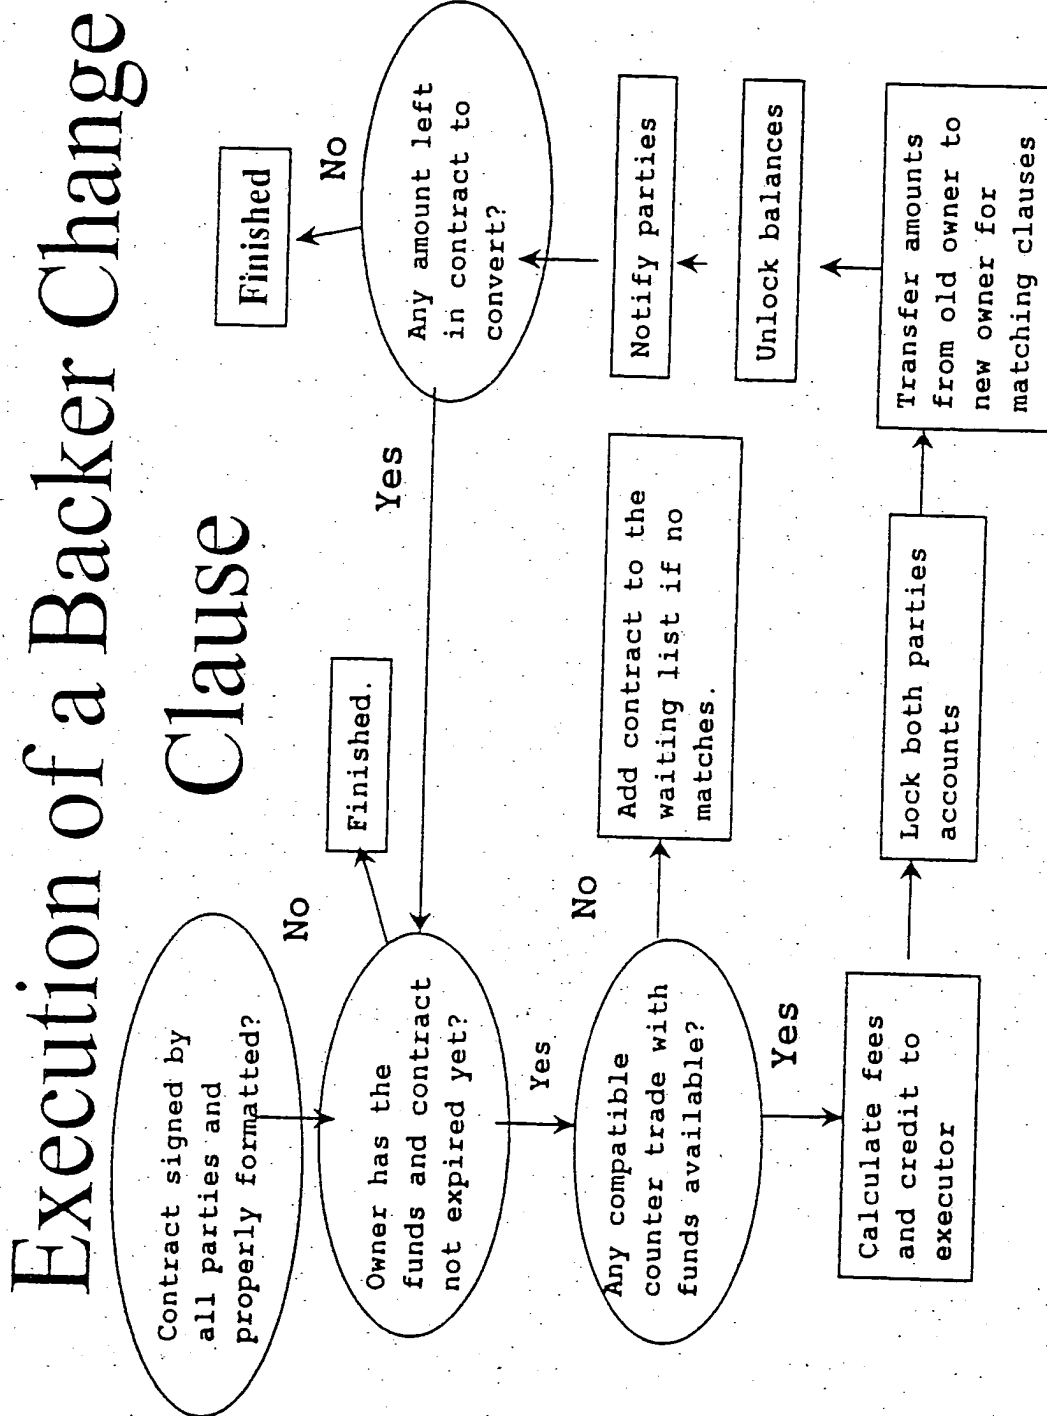 Execution of a Backer Change
Clause
Contract signed by
all parties and
properly formatted?
No
Finished.
Owner has the
funds and contract
not expired yet?
Yes
Any compatible
counter trade with
funds available?
No
Add contract to the
waiting list if no
matches.
Yes
Calculate fees
and credit to
executor
Lock both parties
accounts
Transfer amounts
from old owner to
new owner for
matching clauses
Unlock balances
Notify parties
Any amount left
in contract to
convert?
Yes
No
Finished